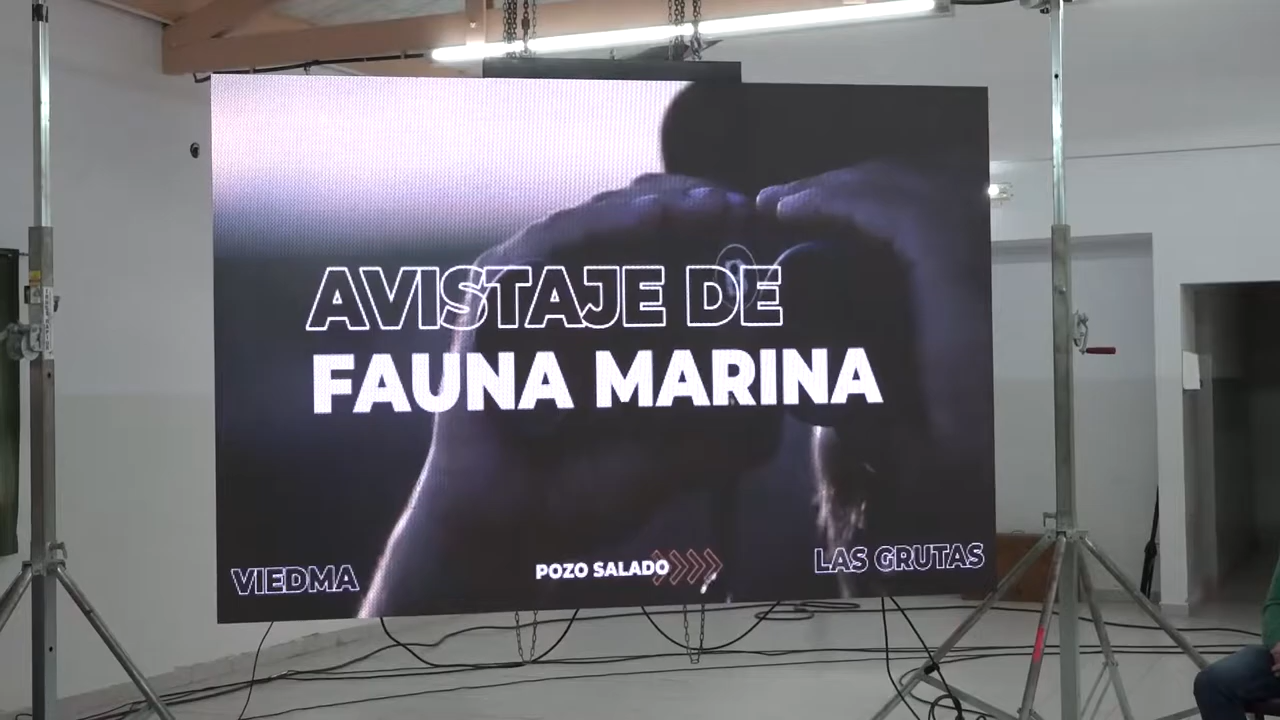 AVISTAJE DE
FAUNA MARINA
VIEDMA
POZO SALADO
LAS GRUTAS